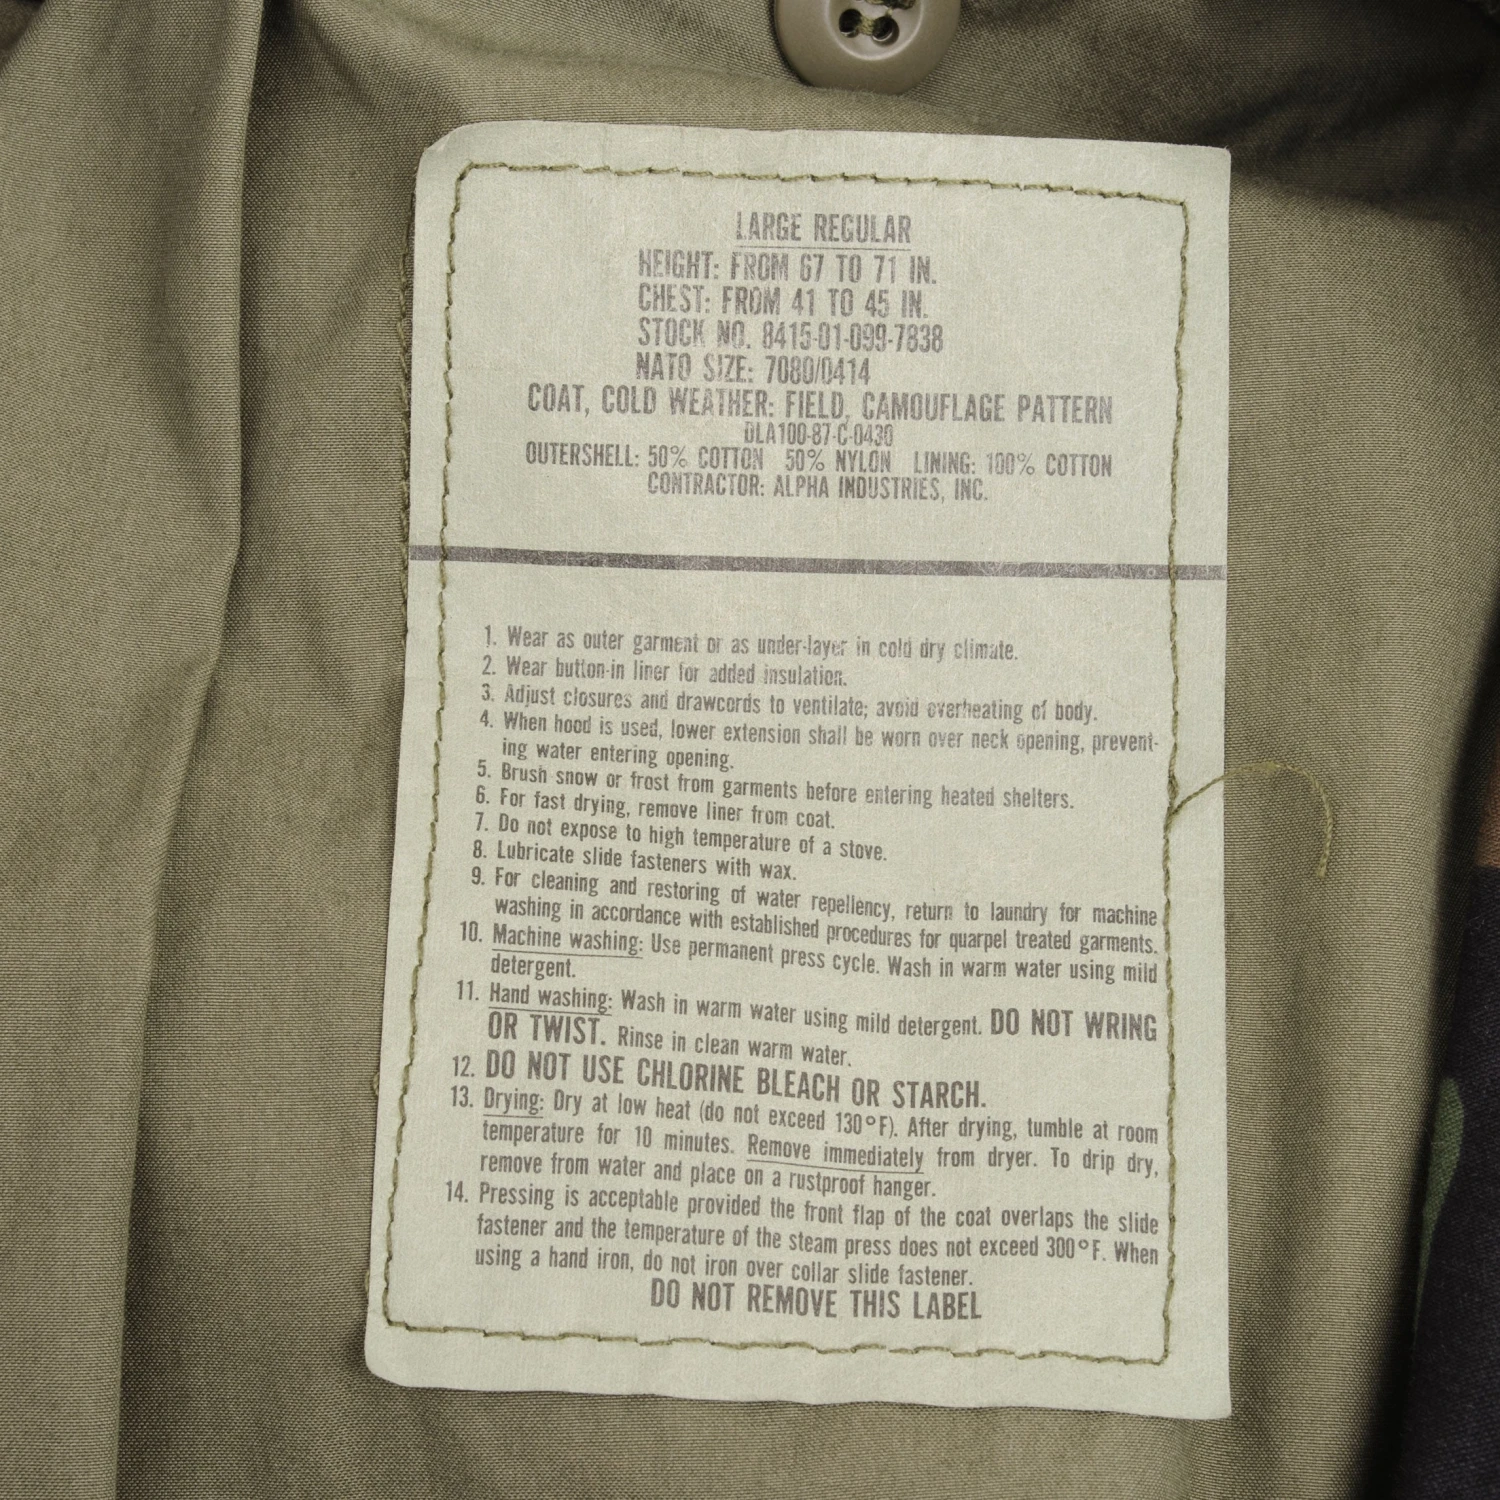 LARGE REGULAR
HEIGHT: FROM 67 TO 71 IN.
CHEST: FROM 41 TO 45 IN.
STOCK NO. 8415-01-099-7838
NATO SIZE: 7080/0414
COAT, COLD WEATHER: FIELD, CAMOUFLAGE PATTERN
DLA100-87-C-0430
OUTERSHELL: 50% COTTON 50% NYLON LINING: 100% COTTON
CONTRACTOR: ALPHA INDUSTRIES, INC.
1. Wear as outer garment or as under-layer in cold dry climate.
2. Wear button-in liner for added insulation.
3. Adjust closures and drawcords to ventilate; avoid overheating of body.
4. When hood is used, lower extension shall be worn over neck opening, prevent-
ing water entering opening.
5. Brush snow or frost from garments before entering heated shelters.
6. For fast drying, remove liner from coat.
7. Do not expose to high temperature of a stove.
8. Lubricate slide fasteners with wax.
9. For cleaning and restoring of water repellency, return to laundry for machine
washing in accordance with established procedures for quarpel treated garments.
10. Machine washing: Use permanent press cycle. Wash in warm water using mild
detergent.
11. Hand washing: Wash in warm water using mild detergent. DO NOT WRING
OR TWIST. Rinse in clean warm water.
12. DO NOT USE CHLORINE BLEACH OR STARCH.
13. Drying: Dry at low heat (do not exceed 130°F). After drying, tumble at room
temperature for 10 minutes. Remove immediately from dryer. To drip dry,
remove from water and place on a rustproof hanger.
14. Pressing is acceptable provided the front flap of the coat overlaps the slide
fastener and the temperature of the steam press does not exceed 300°F. When
using a hand iron, do not iron over collar slide fastener.
DO NOT REMOVE THIS LABEL